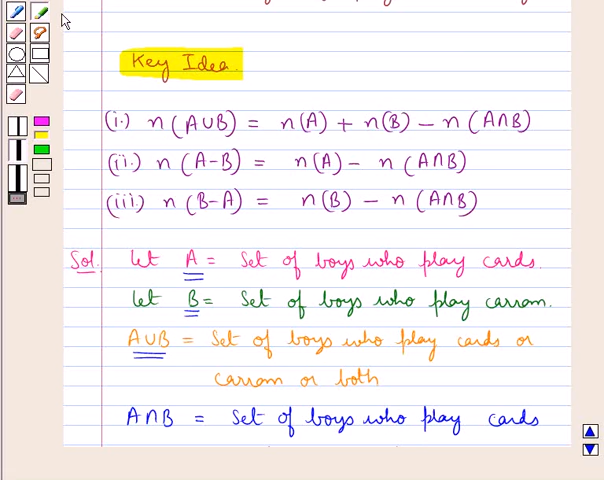 Key Idea.
(i.) n(A∪B) = n(A) + n(B) - n(A∩B)
(ii.) n(A-B) = n(A) - n(A∩B)
(iii.) n(B-A) = n(B) - n(A∩B)
Sol. Let A = Set of boys who play cards.
Let B = Set of boys who play carrom.
A∪B = Set of boys who play cards or
carrom or both
A∩B = Set of boys who play cards